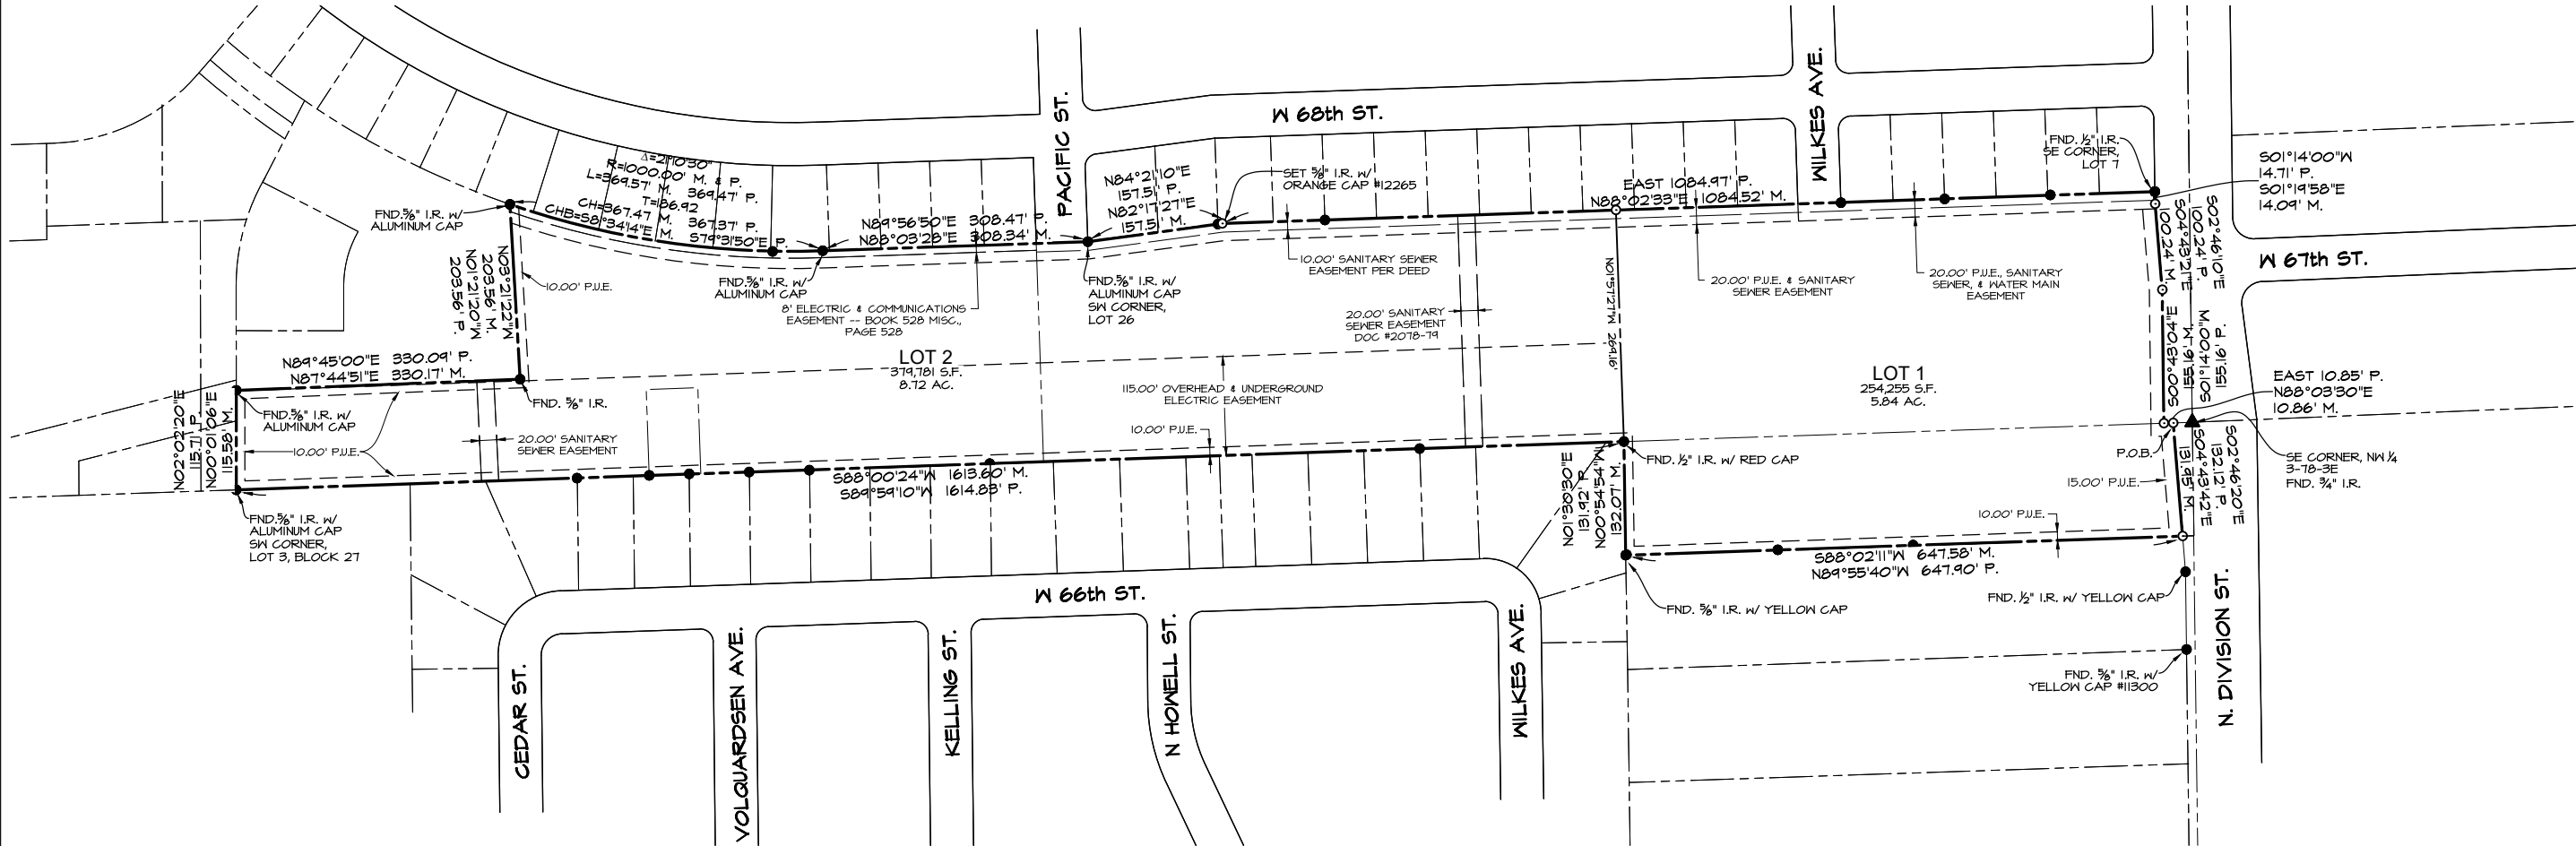 W 68th ST.
PACIFIC ST.
WILKES AVE.
Δ=21°10'30"
R=1000.00' M. & P.
L=369.57' M. 369.47' P.
T=186.92
CH=367.47 M. 367.37' P.
S79°31'50"E P.
FND. 5/8" I.R. W/
ALUMINUM CAP
N89°56'50"E 308.47' P.
N88°03'28"E 308.34' M.
N84°21'10"E
157.51' P.
N82°17'27"E
157.51' M.
SET 5/8" I.R. W/
ORANGE CAP #12265
EAST 1084.97' P.
N88°02'33"E 1084.52' M.
FND. 1/2" I.R.
SE CORNER,
LOT 7
S01°14'00"W
14.71' P.
S01°19'58"E
14.09' M.
S02°46'10"E
100.24' P.
S04°43'21"E
100.24' M.
W 67th ST.
N03°21'22"W
203.56' M.
N01°21'20"W
203.56' P.
10.00' P.U.E.
FND. 5/8" I.R. W/
ALUMINUM CAP
8' ELECTRIC & COMMUNICATIONS
EASEMENT -- BOOK 528 MISC.,
PAGE 528
FND. 5/8" I.R. W/
ALUMINUM CAP
SW CORNER,
LOT 26
10.00' SANITARY SEWER
EASEMENT PER DEED
20.00' SANITARY
SEWER EASEMENT
DOC #2078-79
N01°57'27"W 269.16'
20.00' P.U.E. & SANITARY
SEWER EASEMENT
20.00' P.U.E., SANITARY
SEWER, & WATER MAIN
EASEMENT
S00°43'04"E
155.16' M.
S01°14'00"W
155.16' P.
N89°45'00"E 330.09' P.
N87°44'51"E 330.17' M.
LOT 2
379,781 S.F.
8.72 AC.
LOT 1
254,255 S.F.
5.84 AC.
EAST 10.85' P.
N88°03'30"E
10.86' M.
N02°02'20"E
115.71' P.
N00°01'06"E
115.58' M.
FND. 5/8" I.R. W/
ALUMINUM CAP
FND. 5/8" I.R.
10.00' P.U.E.
20.00' SANITARY
SEWER EASEMENT
115.00' OVERHEAD & UNDERGROUND
ELECTRIC EASEMENT
10.00' P.U.E.
S88°00'24"W 1613.60' M.
S89°59'10"W 1614.83' P.
FND. 1/2" I.R. W/ RED CAP
N01°30'30"E
131.92' P.
N00°54'54"W
132.07' M.
P.O.B.
15.00' P.U.E.
S02°46'20"E
132.12' P.
S04°43'42"E
131.95' M.
SE CORNER, NW 1/4
3-78-3E
FND. 3/4" I.R.
FND. 5/8" I.R. W/
ALUMINUM CAP
SW CORNER,
LOT 3, BLOCK 27
10.00' P.U.E.
S88°02'11"W 647.58' M.
N89°55'40"W 647.90' P.
W 66th ST.
FND. 5/8" I.R. W/ YELLOW CAP
FND. 1/2" I.R. W/ YELLOW CAP
FND. 5/8" I.R. W/
YELLOW CAP #11300
CEDAR ST.
VOLQUARDSEN AVE.
KELLING ST.
N HOWELL ST.
WILKES AVE.
N. DIVISION ST.